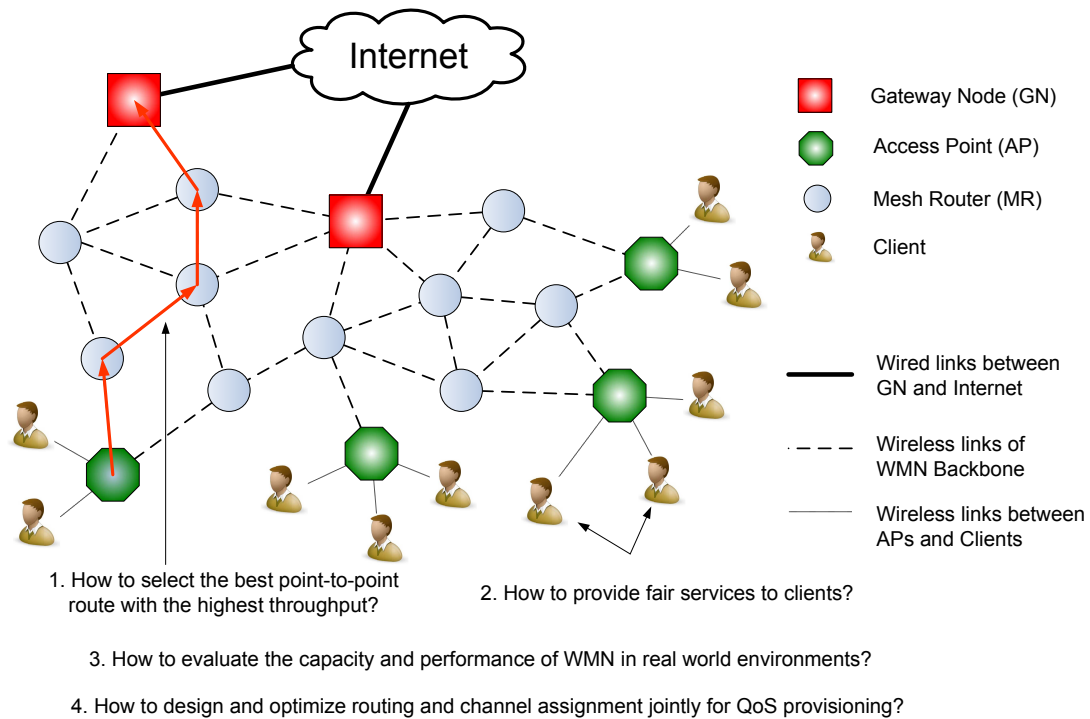 Internet
Gateway Node (GN)
Access Point (AP)
Mesh Router (MR)
Client
Wired links between
GN and Internet
Wireless links of
WMN Backbone
Wireless links between
APs and Clients
1. How to select the best point-to-point
route with the highest throughput?
2. How to provide fair services to clients?
3. How to evaluate the capacity and performance of WMN in real world environments?
4. How to design and optimize routing and channel assignment jointly for QoS provisioning?